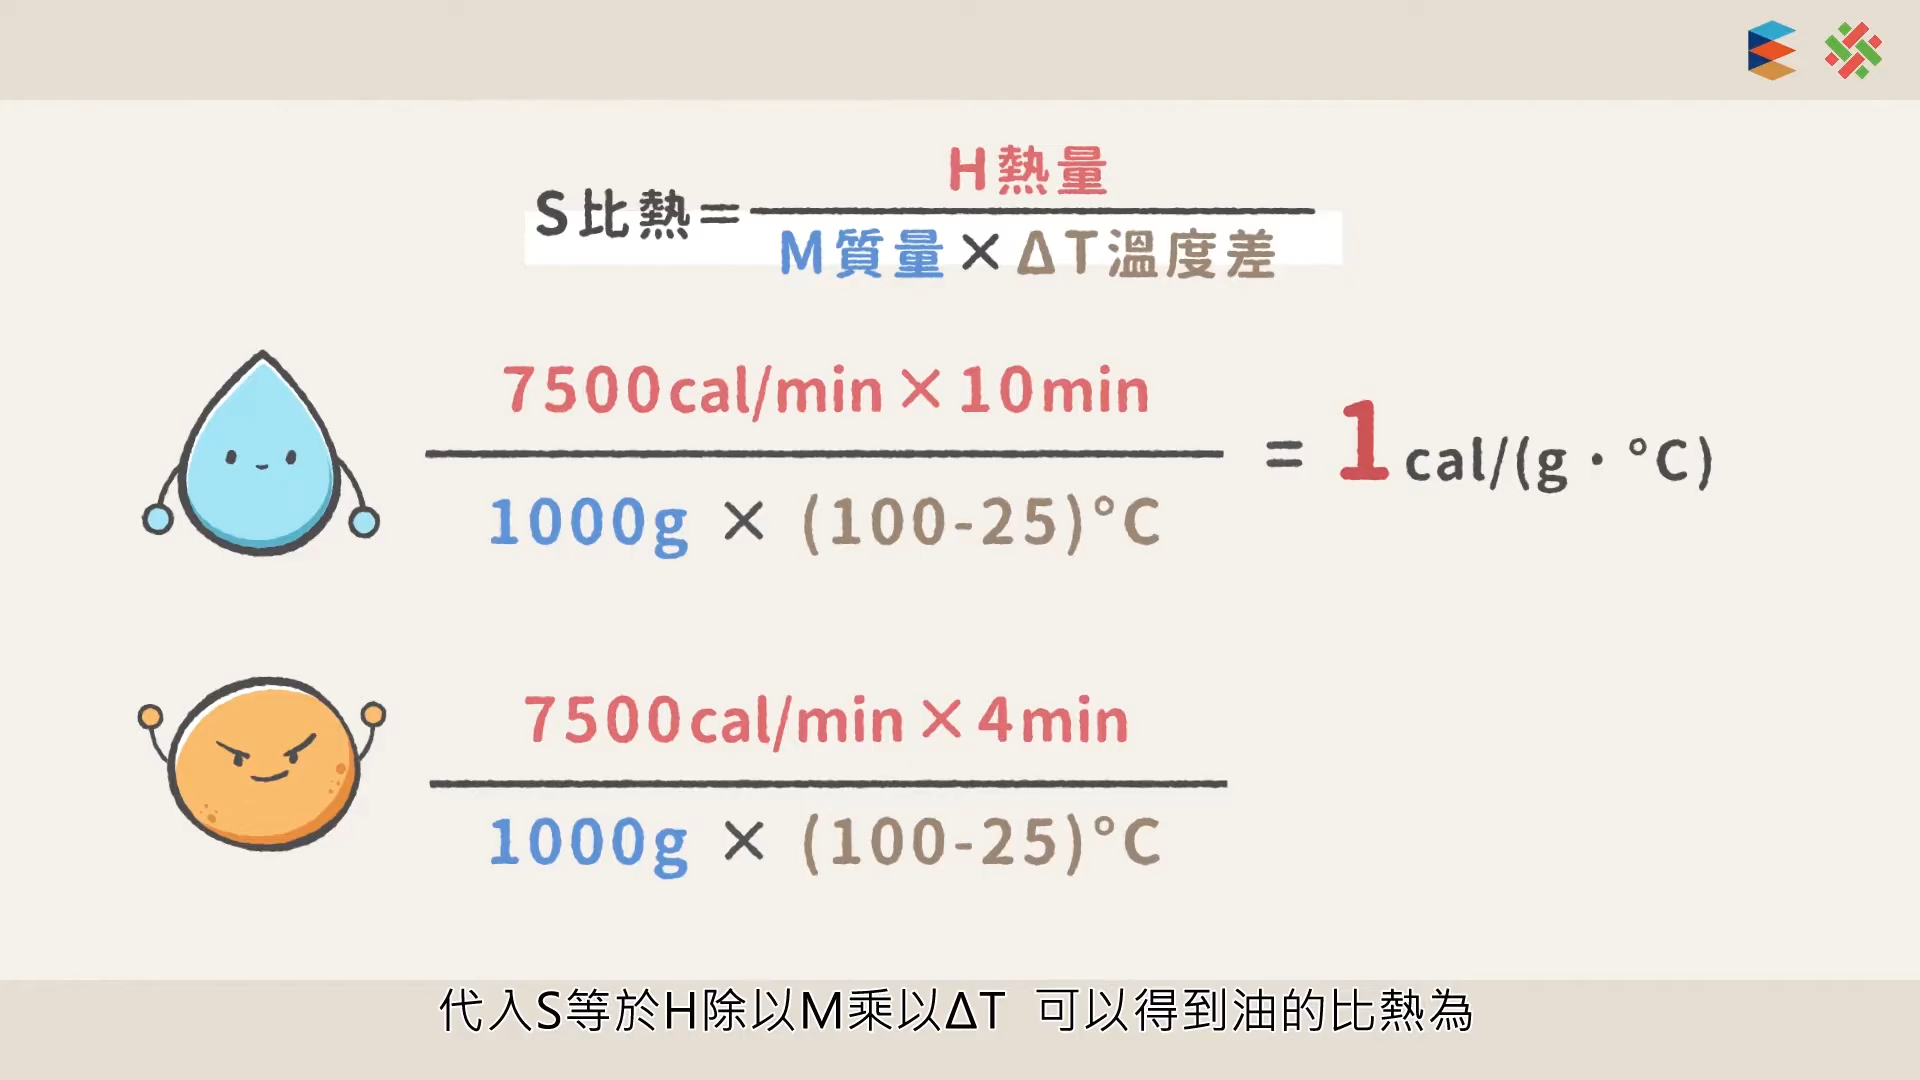 H熱量
S比熱=
M質量×ΔT溫度差
7500cal/min×10min
= 1cal/(g·°C)
1000g × (100-25)°C
7500cal/min×4min
1000g × (100-25)°C
代入S等於H除以M乘以ΔT 可以得到油的比熱為